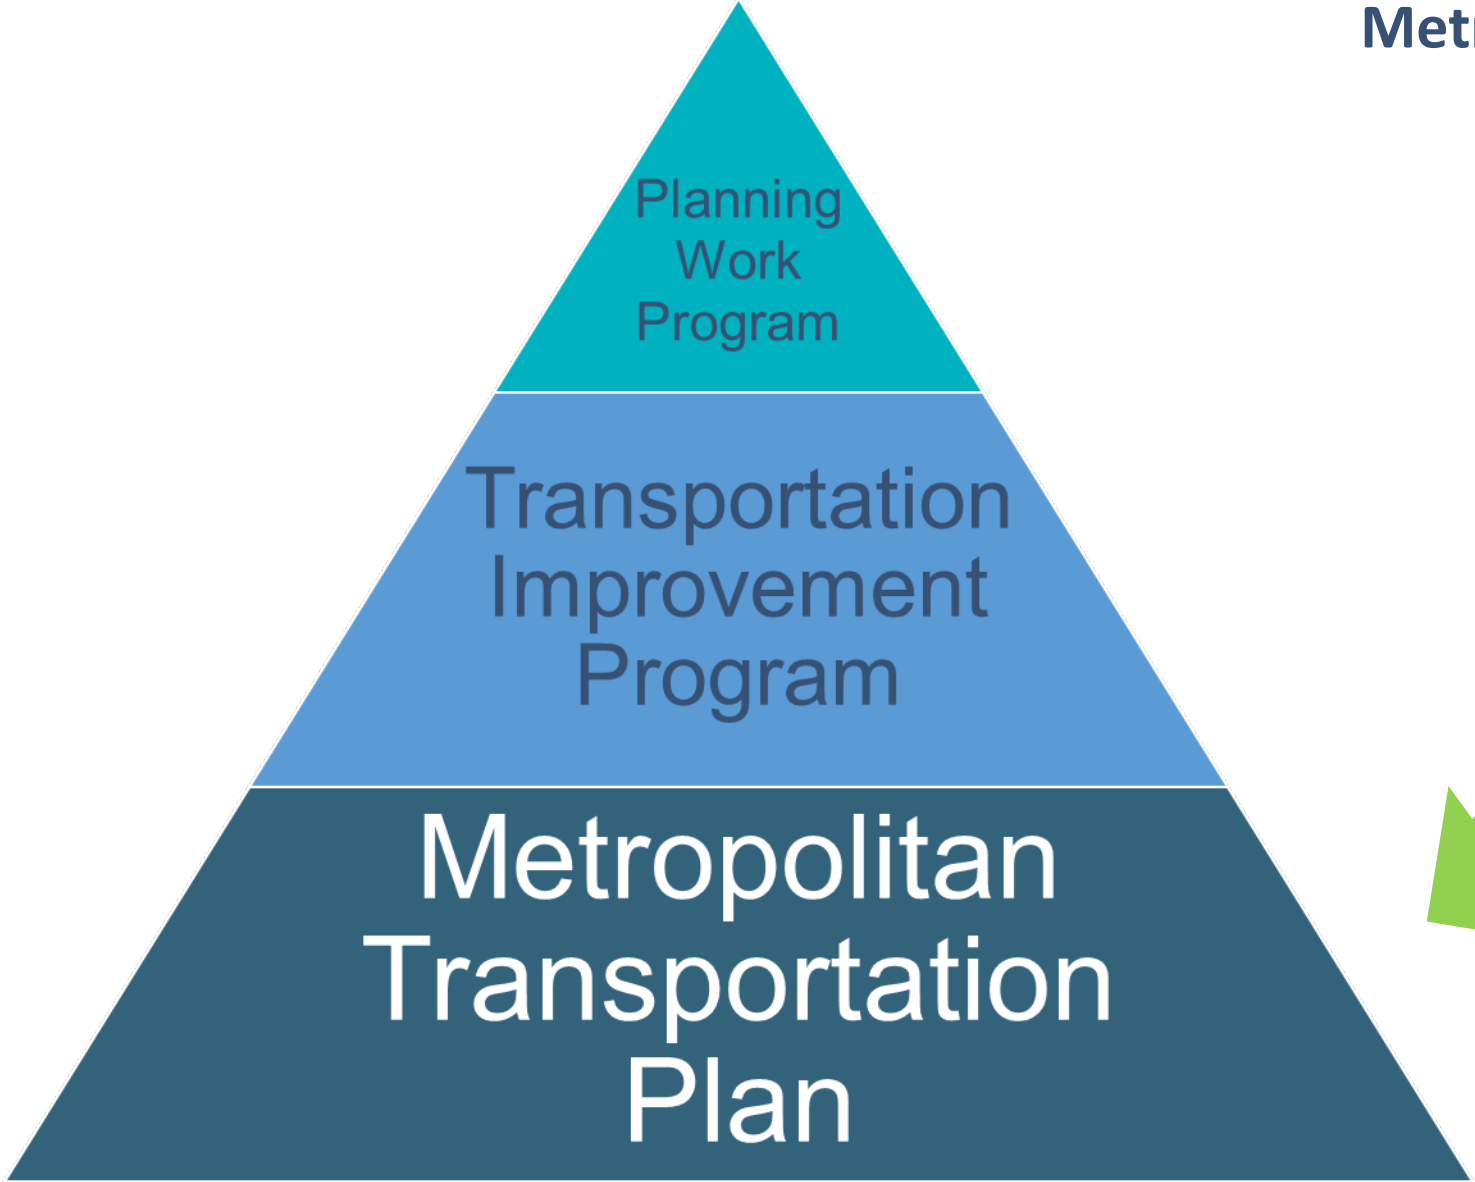 Planning
Work
Program
Transportation
Improvement
Program
Metropolitan
Transportation
Plan